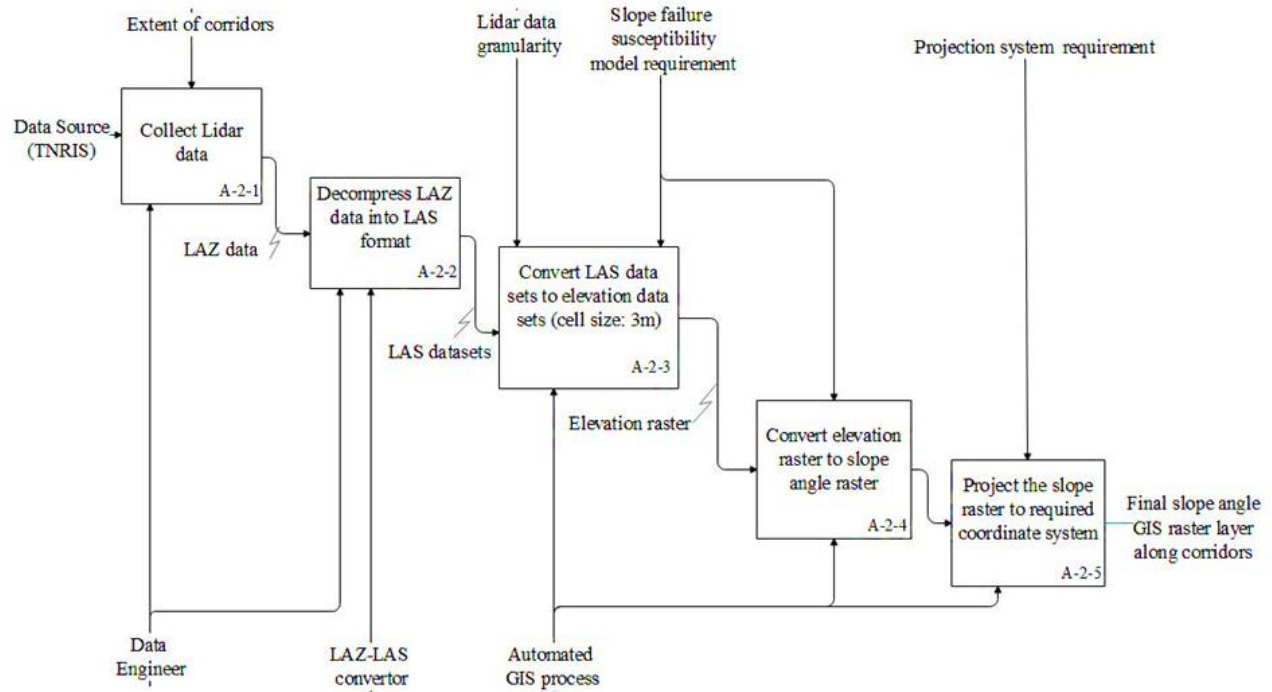 Extent of corridors
Lidar data
granularity
Slope failure
susceptibility
model requirement
Projection system requirement
Data Source
(TNRIS)
Collect Lidar
data
A-2-1
LAZ data
Decompress LAZ
data into LAS
format
A-2-2
LAS datasets
Convert LAS data
sets to elevation data
sets (cell size: 3m)
A-2-3
Elevation raster
Convert elevation
raster to slope
angle raster
A-2-4
Project the slope
raster to required
coordinate system
A-2-5
Final slope angle
GIS raster layer
along corridors
Data
Engineer
LAZ-LAS
convertor
Automated
GIS process